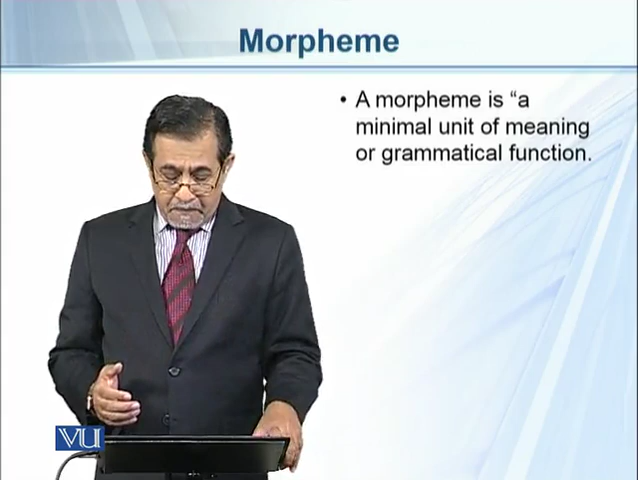 Morpheme
• A morpheme is “a
minimal unit of meaning
or grammatical function.
VU